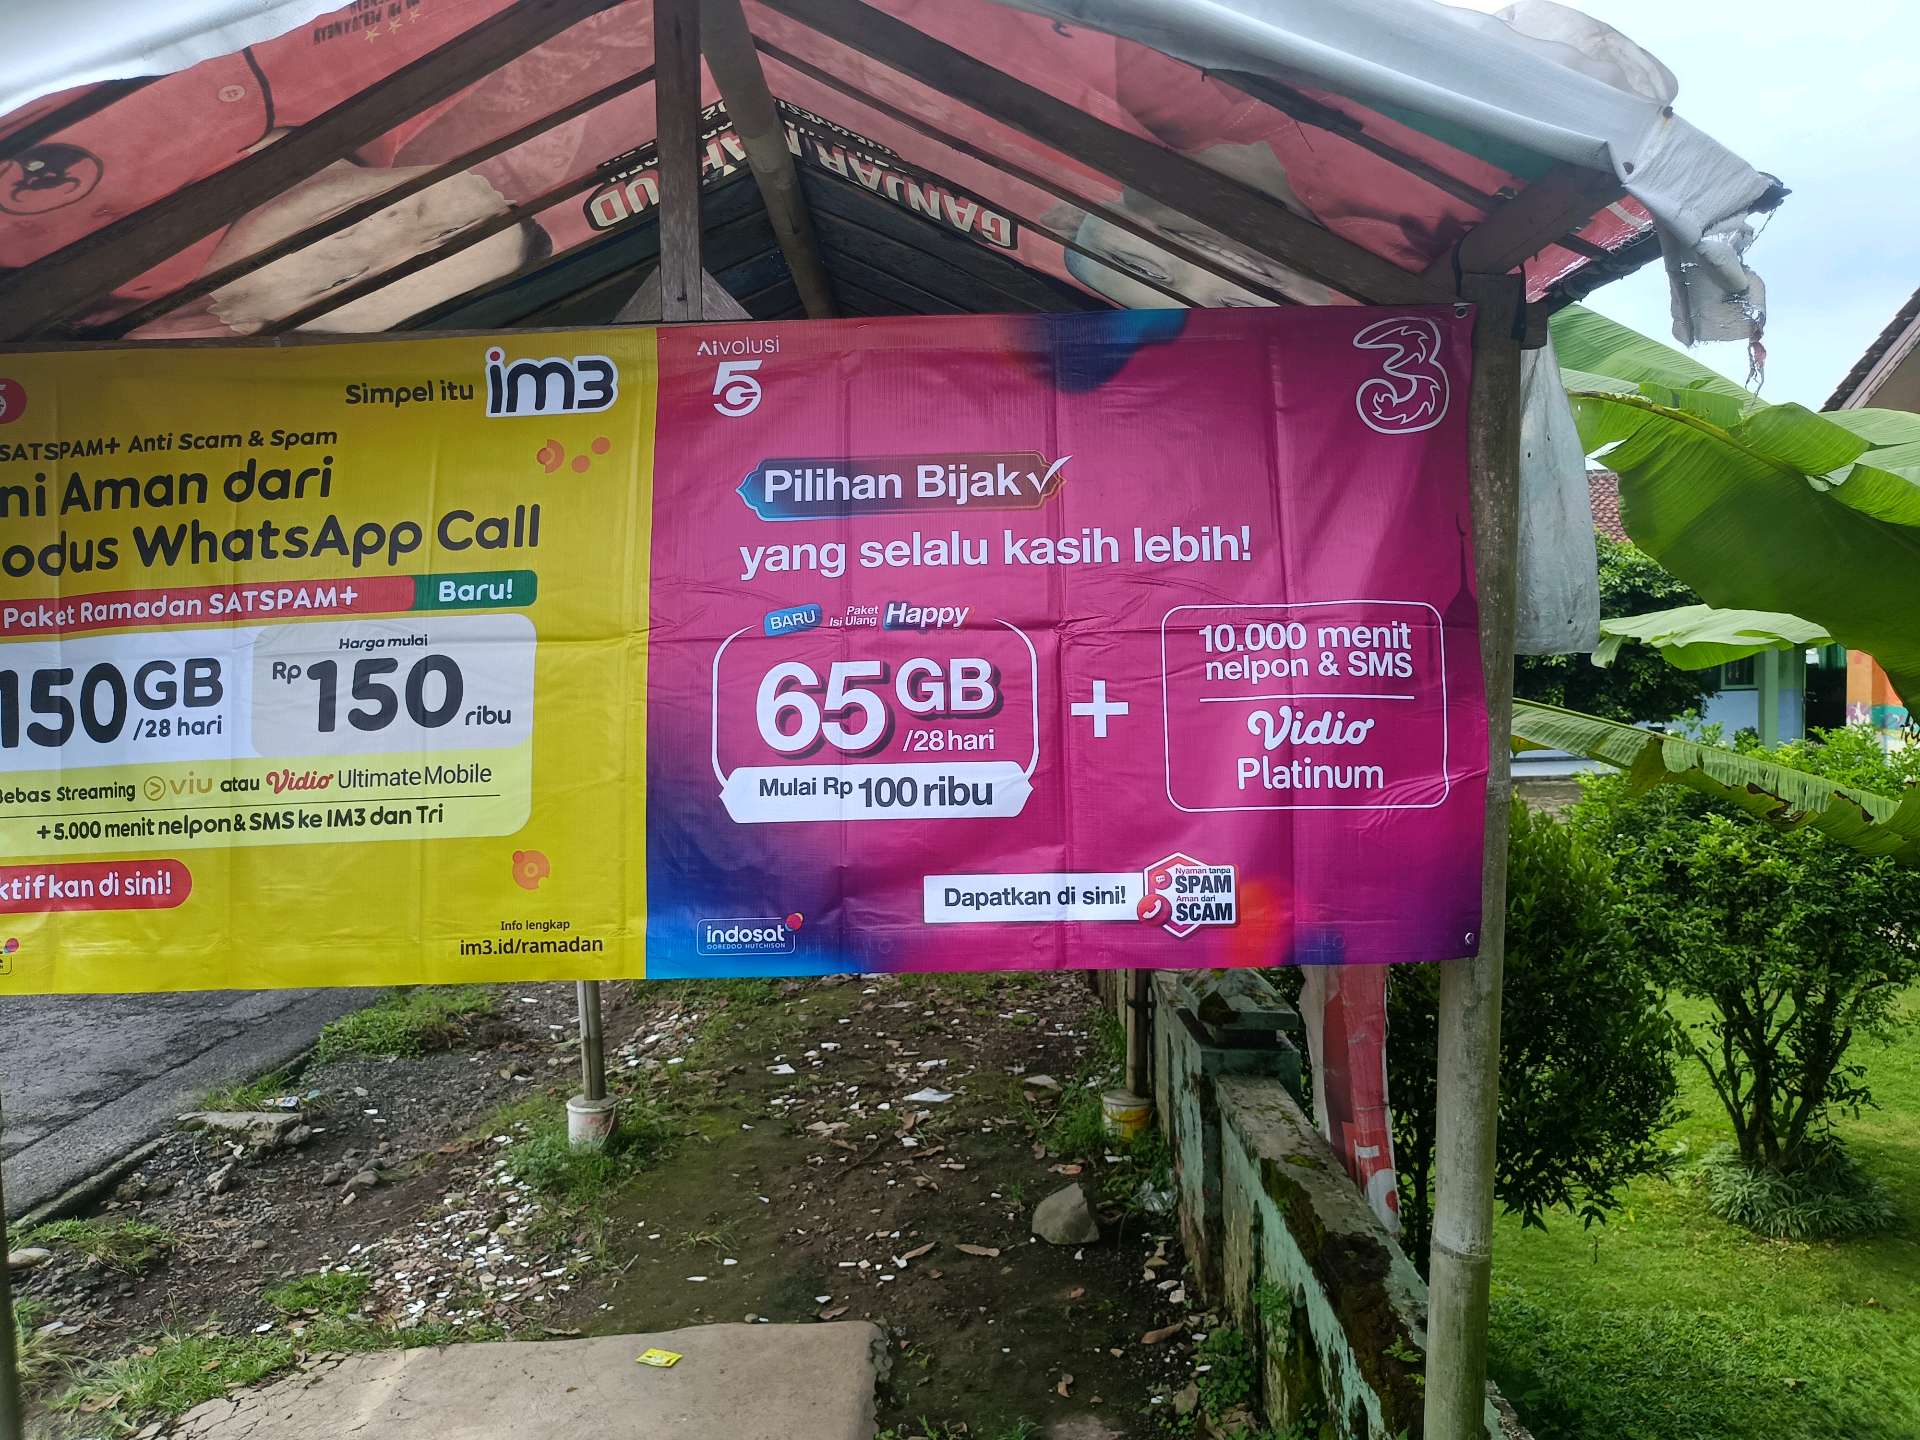 GANJAR
Simpel itu im3
SATSPAM+ Anti Scam & Spam
ni Aman dari
odus WhatsApp Call
Paket Ramadan SATSPAM+ Baru!
150GB
/28 hari
Harga mulai
Rp150 ribu
Bebas Streaming viu atau Vidio Ultimate Mobile
+5.000 menit nelpon & SMS ke IM3 dan Tri
ktifkan di sini!
Info lengkap
im3.id/ramadan
AIvolusi
5G
3
Pilihan Bijak
yang selalu kasih lebih!
BARU Paket Isi Ulang Happy
65GB
/28 hari
Mulai Rp 100 ribu
+
10.000 menit
nelpon & SMS
Vidio
Platinum
Dapatkan di sini!
Nyaman tanpa
SPAM
Aman dari
SCAM
indosat
OOREDOO HUTCHISON